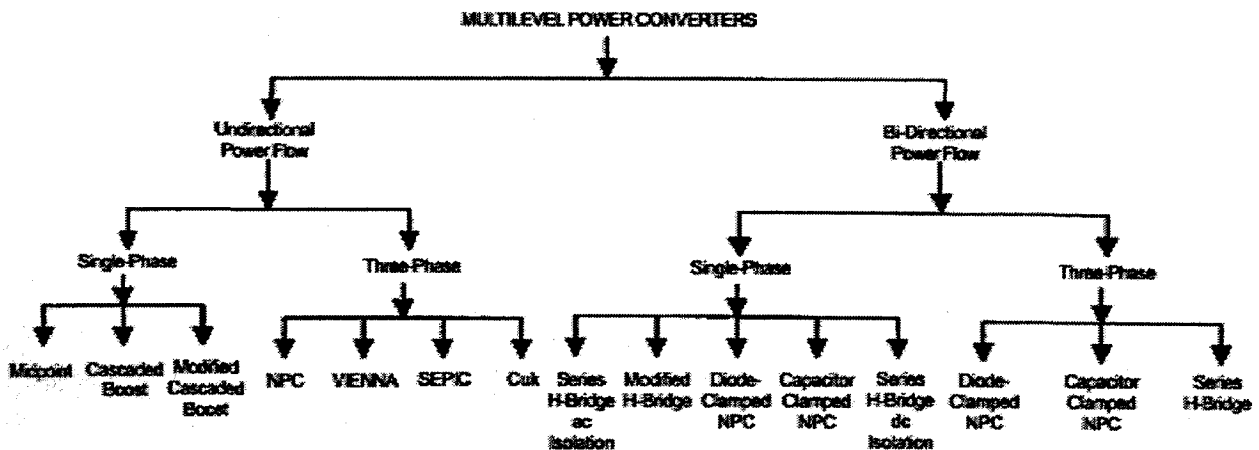 MULTILEVEL POWER CONVERTERS
Undirectional
Power Flow
Bi-Directional
Power Flow
Single-Phase
Three-Phase
Single-Phase
Three-Phase
Midpoint
Cascaded
Boost
Modified
Cascaded
Boost
NPC
VIENNA
SEPIC
Cuk
Series
H-Bridge
ac
Isolation
Modified
H-Bridge
Diode-
Clamped
NPC
Capacitor
Clamped
NPC
Series
H-Bridge
dc
Isolation
Diode-
Clamped
NPC
Capacitor
Clamped
NPC
Series
H-Bridge